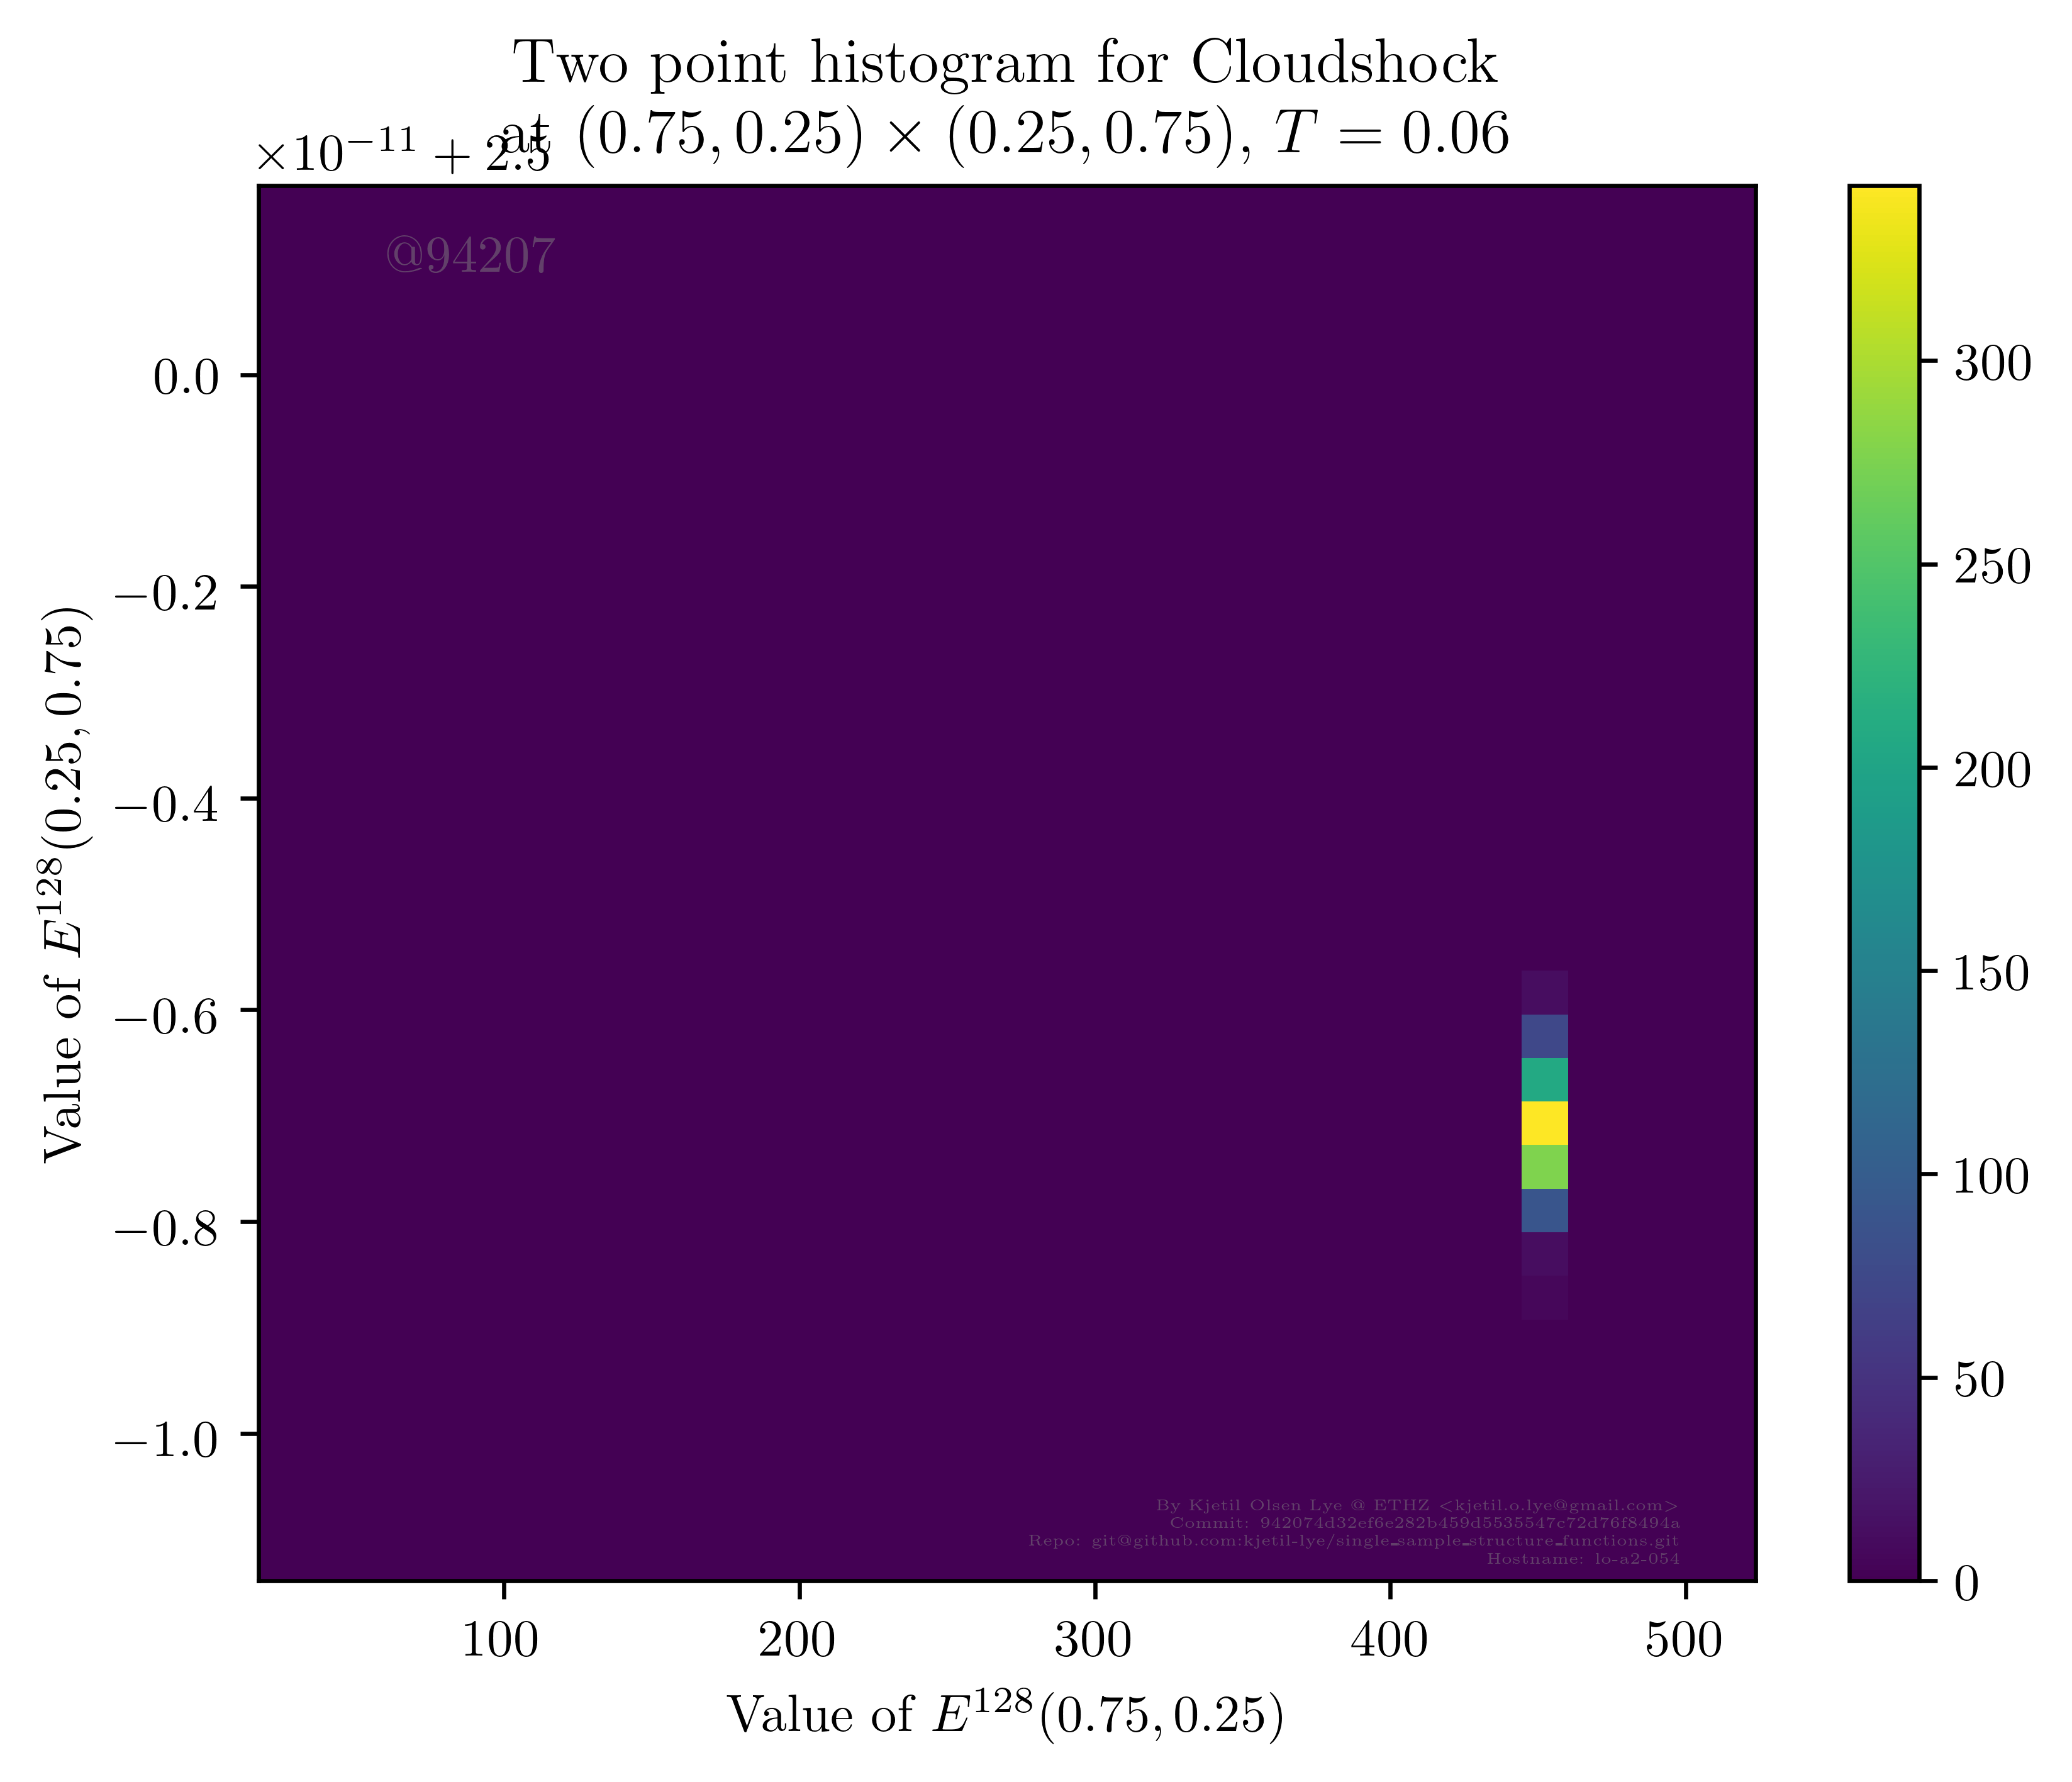 Two point histogram for Cloudshock
at (0.75, 0.25) × (0.25, 0.75), T = 0.06
×10⁻¹¹ + 2.5
@94207
0.0
−0.2
−0.4
−0.6
−0.8
−1.0
Value of E¹²⁸(0.25, 0.75)
300
250
200
150
100
50
0
By Kjetil Olsen Lye @ ETHZ <kjetil.o.lye@gmail.com>
Commit: 942074d32ef6e282b459d5535547c72d76f8494a
Repo: git@github.com:kjetil-lye/single_sample_structure_functions.git
Hostname: lo-a2-054
100 200 300 400 500
Value of E¹²⁸(0.75, 0.25)